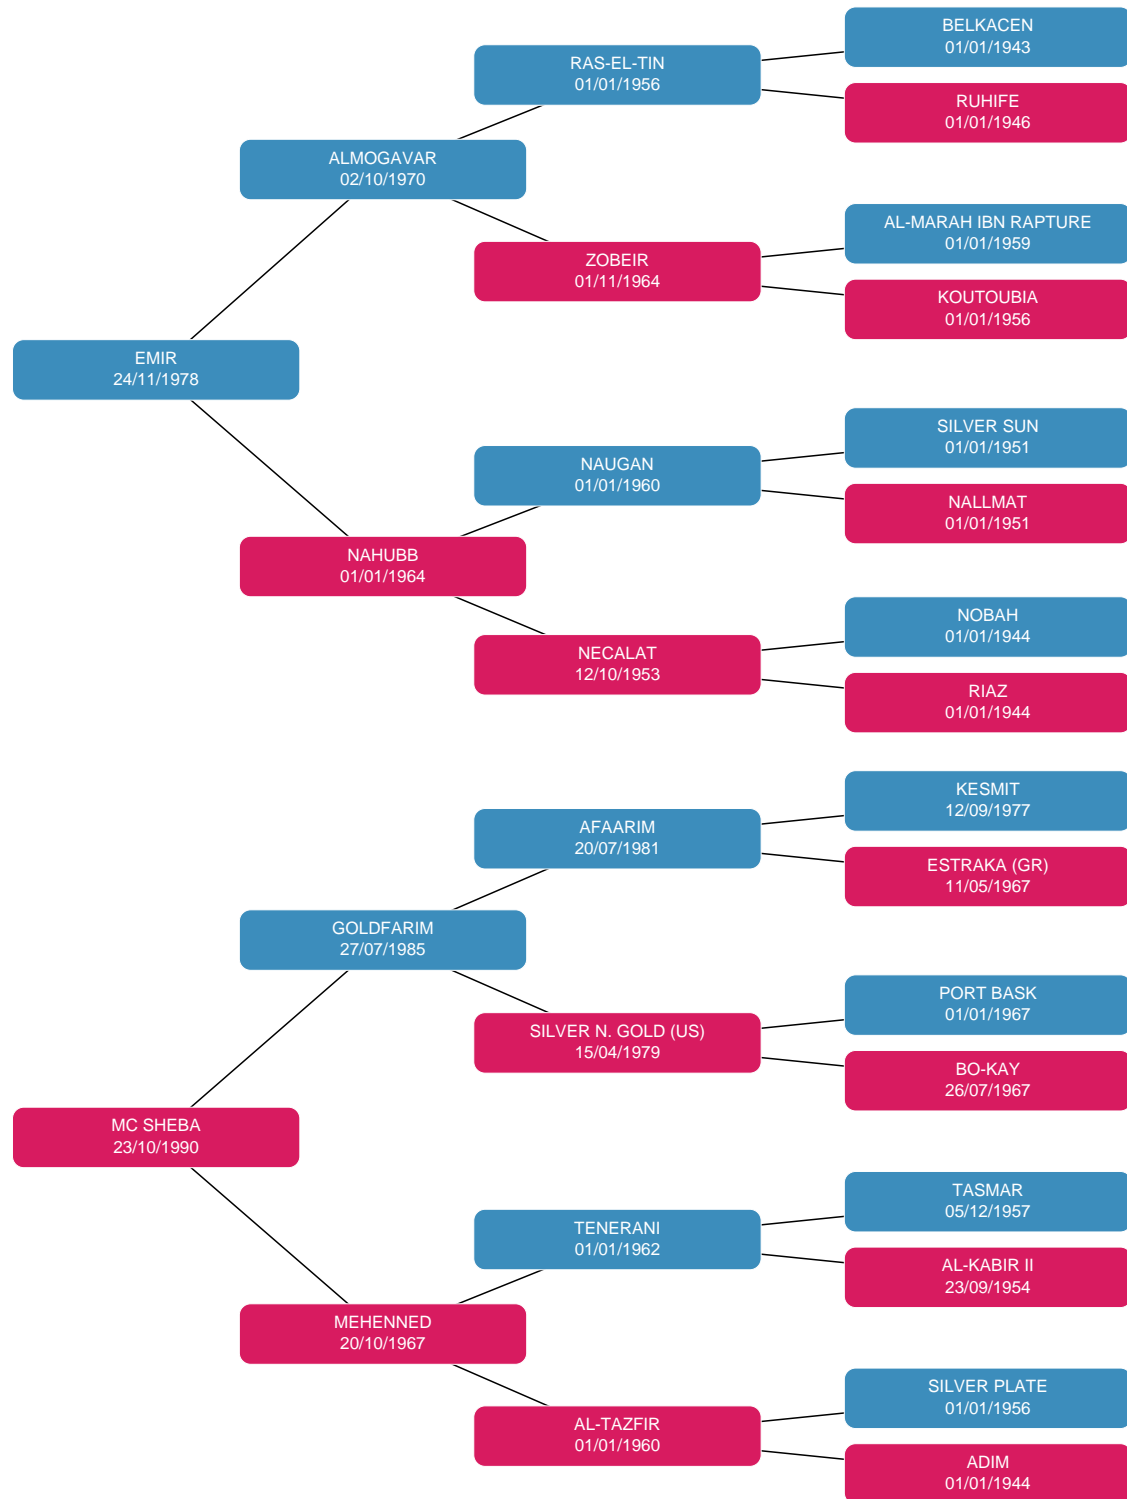 BELKACEN
01/01/1943
RAS-EL-TIN
01/01/1956
RUHIFE
01/01/1946
ALMOGAVAR
02/10/1970
AL-MARAH IBN RAPTURE
01/01/1959
ZOBEIR
01/11/1964
KOUTOUBIA
01/01/1956
EMIR
24/11/1978
SILVER SUN
01/01/1951
NAUGAN
01/01/1960
NALLMAT
01/01/1951
NAHUBB
01/01/1964
NOBAH
01/01/1944
NECALAT
12/10/1953
RIAZ
01/01/1944
KESMIT
12/09/1977
AFAARIM
20/07/1981
ESTRAKA (GR)
11/05/1967
GOLDFARIM
27/07/1985
PORT BASK
01/01/1967
SILVER N. GOLD (US)
15/04/1979
BO-KAY
26/07/1967
MC SHEBA
23/10/1990
TASMAR
05/12/1957
TENERANI
01/01/1962
AL-KABIR II
23/09/1954
MEHENNED
20/10/1967
SILVER PLATE
01/01/1956
AL-TAZFIR
01/01/1960
ADIM
01/01/1944